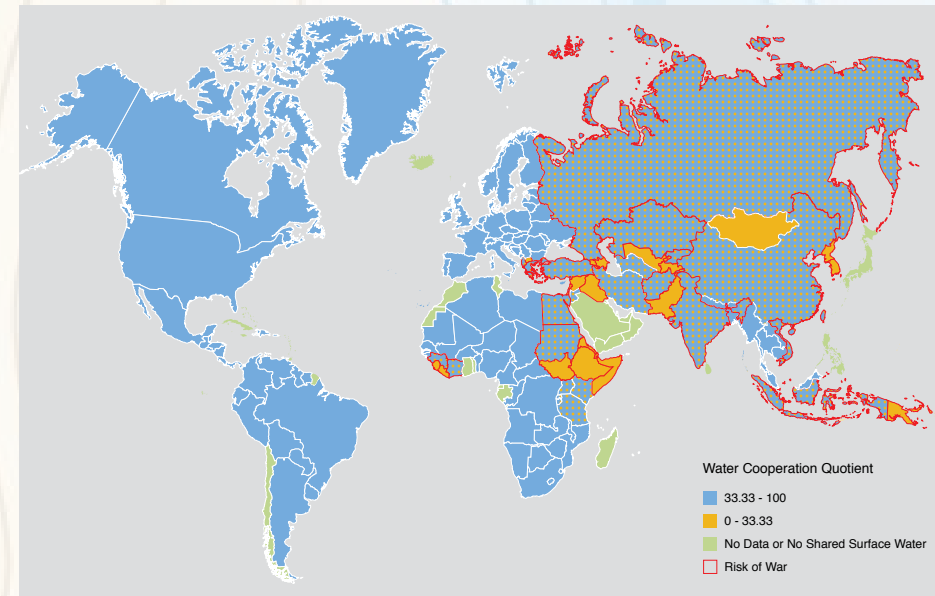 Water Cooperation Quotient
33.33 - 100
0 - 33.33
No Data or No Shared Surface Water
Risk of War